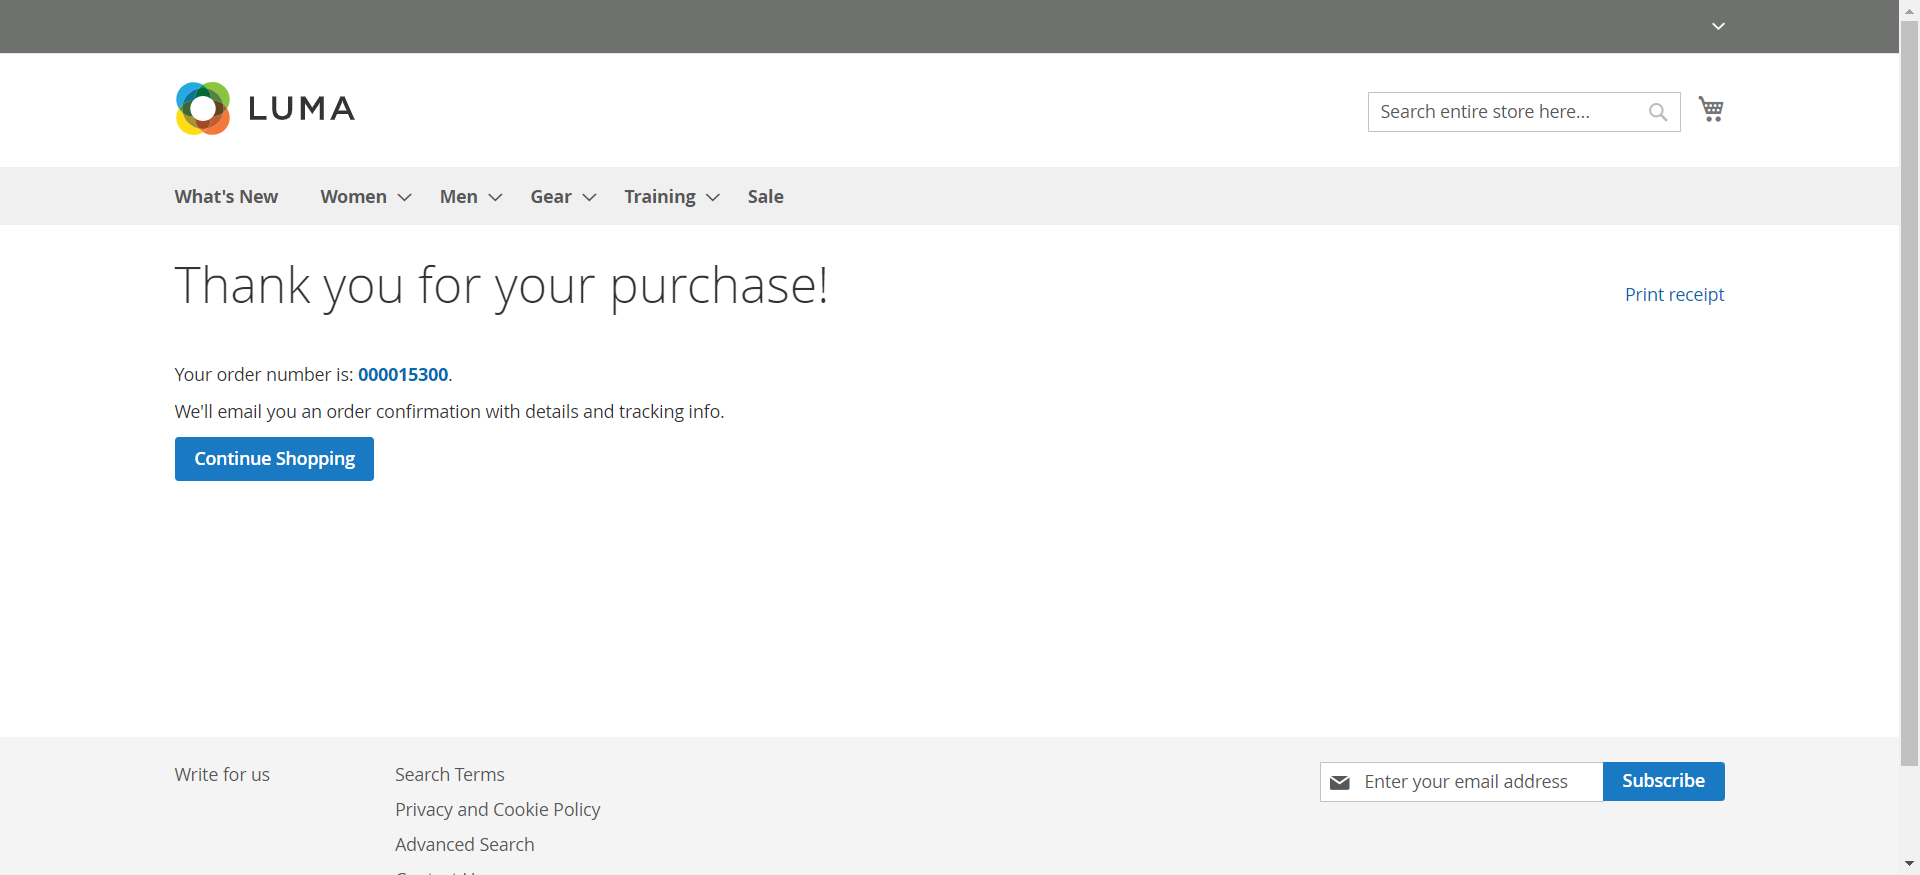 LUMA
Search entire store here...
What's New Women Men Gear Training Sale
Thank you for your purchase!
Print receipt
Your order number is: 000015300.
We'll email you an order confirmation with details and tracking info.
Continue Shopping
Write for us
Search Terms
Privacy and Cookie Policy
Advanced Search
Enter your email address
Subscribe